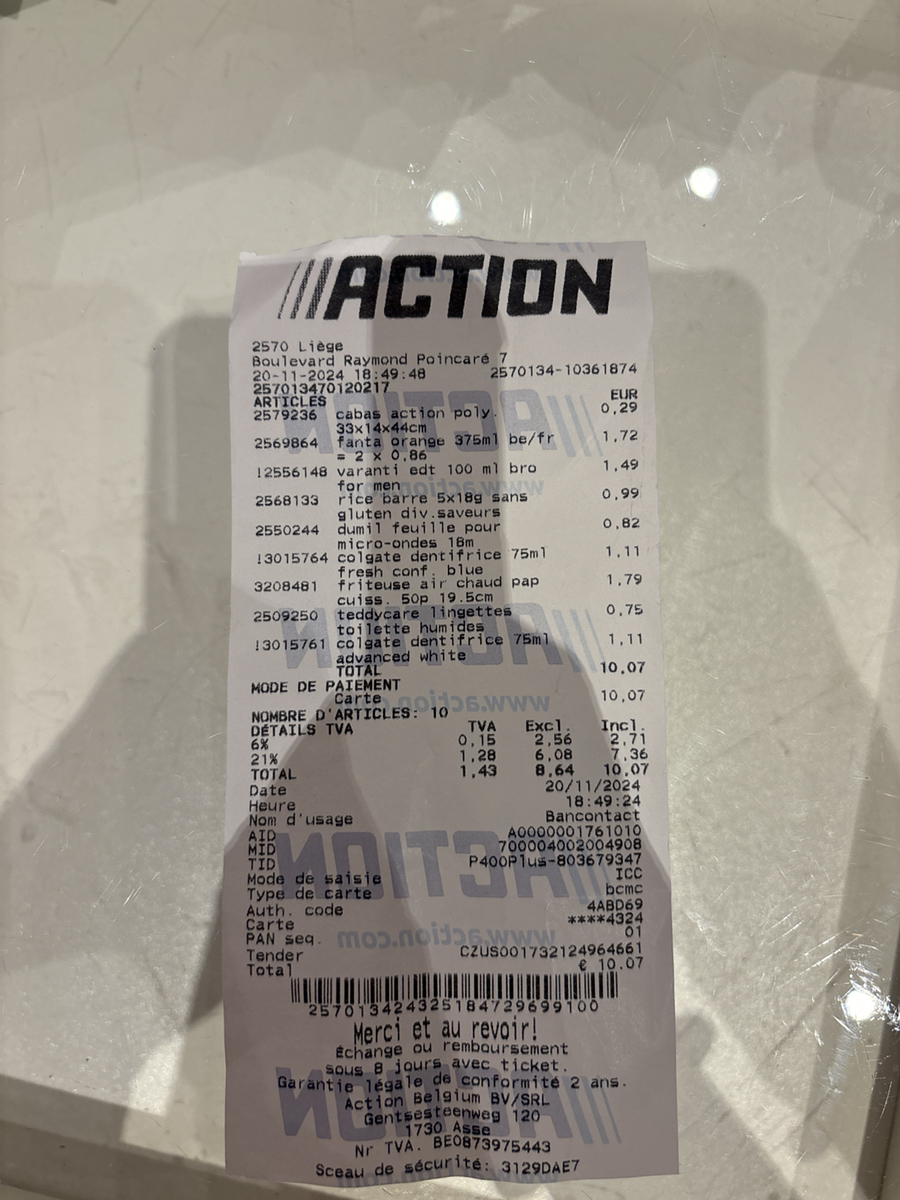 ACTION
2570 Liège
Boulevard Raymond Poincaré 7
20-11-2024 18:49:48 2570134-10361874
257013470120217
ARTICLES EUR
2579236 cabas action poly. 0,29
33x14x44cm
2569864 fanta orange 375ml be/fr 1,72
= 2 x 0,86
!2556148 varanti edt 100 ml bro 1,49
for men
2568133 rice barre 5x18g sans 0,99
gluten div.saveurs
2550244 dumil feuille pour 0,82
micro-ondes 18m
!3015764 colgate dentifrice 75ml 1,11
fresh conf. blue
3208481 friteuse air chaud pap 1,79
cuiss. 50p 19.5cm
2509250 teddycare lingettes 0,75
toilette humides
!3015761 colgate dentifrice 75ml 1,11
advanced white
TOTAL 10,07
MODE DE PAIEMENT
Carte 10,07
NOMBRE D'ARTICLES: 10
DÉTAILS TVA TVA Excl. Incl.
6% 0,15 2,56 2,71
21% 1,28 6,08 7,36
TOTAL 1,43 8,64 10,07
Date 20/11/2024
Heure 18:49:24
Nom d'usage Bancontact
AID A0000001761010
MID 700004002004908
TID P400Plus-803679347
Mode de saisie ICC
Type de carte bcmc
Auth. code 4ABD69
Carte ****4324
PAN seq. 01
Tender CZUS001732124964661
Total € 10.07
257013424325184729699100
Merci et au revoir!
Échange ou remboursement
sous 8 jours avec ticket.
Garantie légale de conformité 2 ans.
Action Belgium BV/SRL
Gentsesteenweg 120
1730 Asse
Nr TVA. BE0873975443
Sceau de sécurité: 3129DAE7